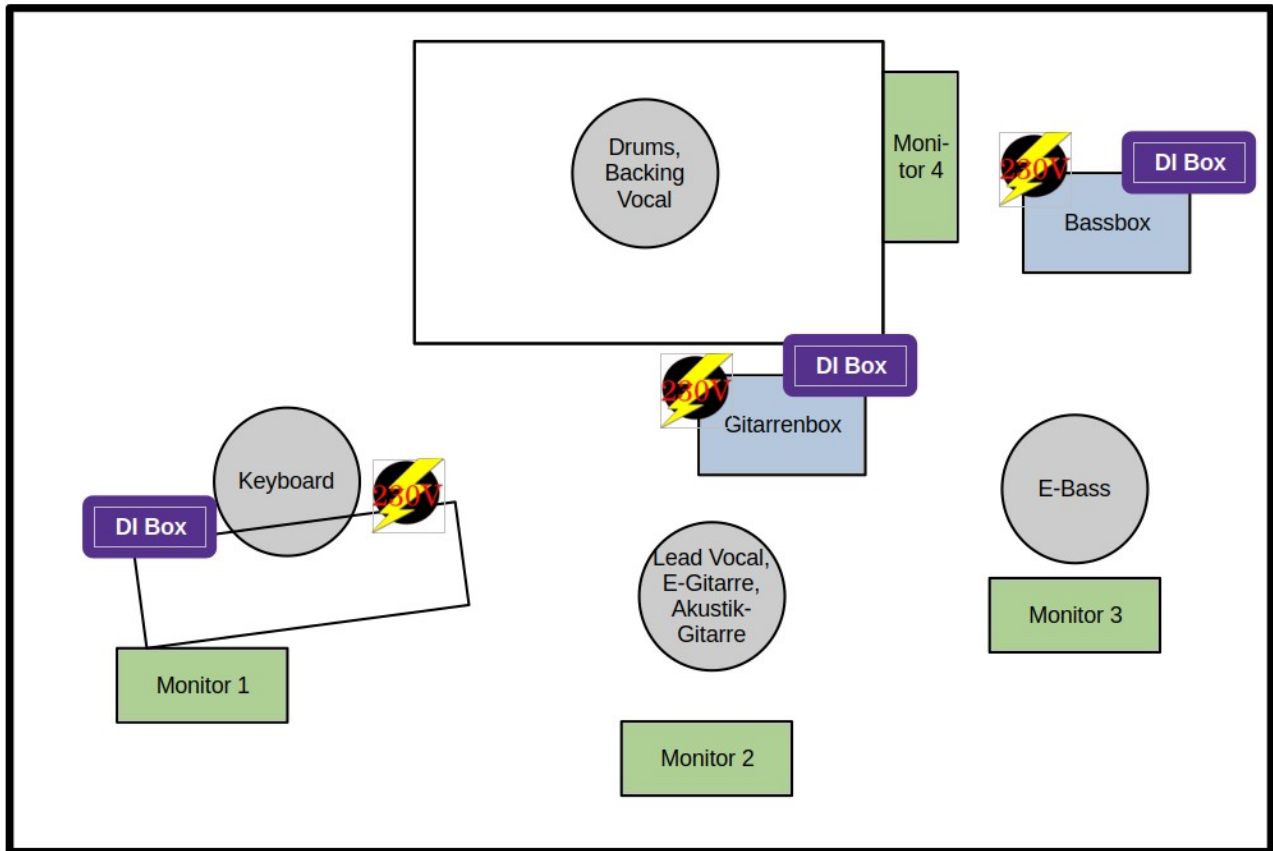 Drums,
Backing
Vocal
Moni-
tor 4
230V
DI Box
Bassbox
230V
DI Box
Gitarrenbox
Keyboard
230V
DI Box
E-Bass
Lead Vocal,
E-Gitarre,
Akustik-
Gitarre
Monitor 3
Monitor 1
Monitor 2